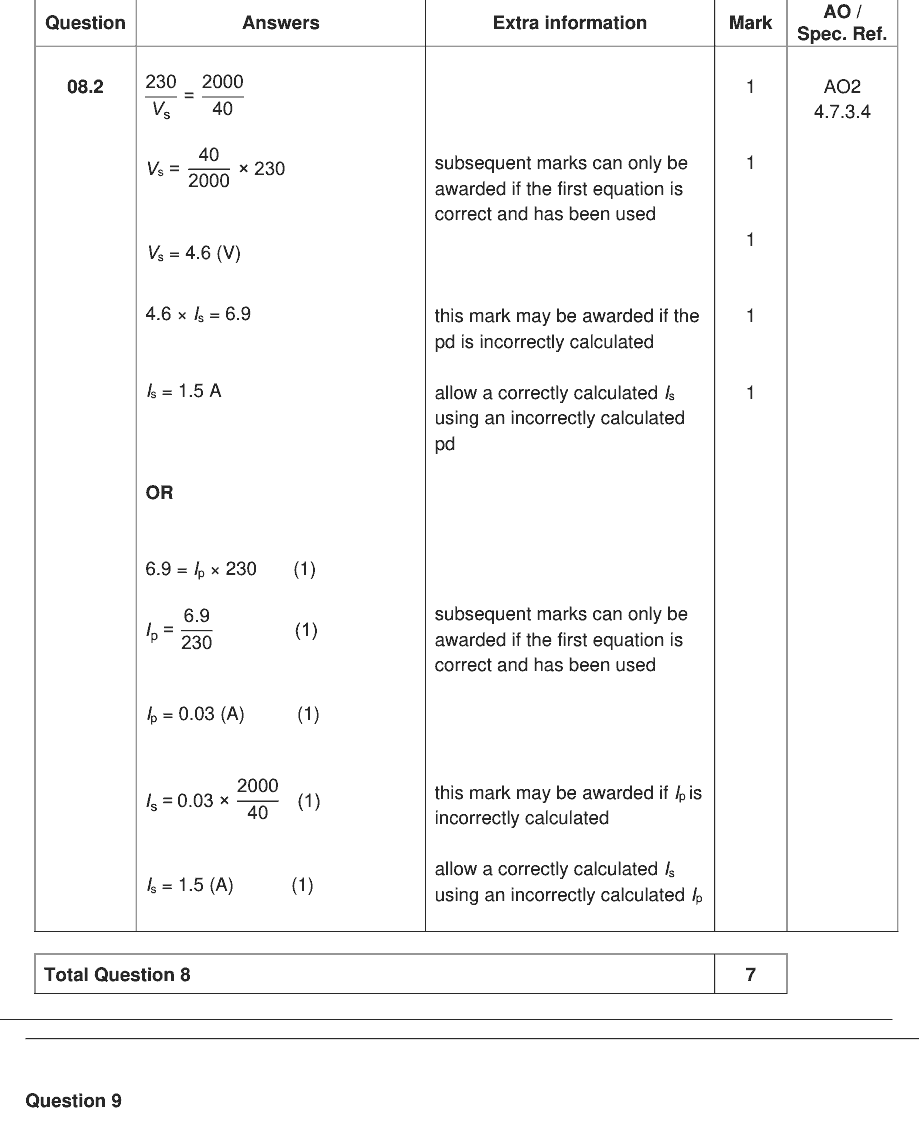 Question Answers Extra information Mark AO /
Spec. Ref.
08.2 230/Vs = 2000/40 1 AO2
4.7.3.4
Vs = 40/2000 × 230 subsequent marks can only be 1
awarded if the first equation is
correct and has been used
Vs = 4.6 (V) 1
4.6 × Is = 6.9 this mark may be awarded if the 1
pd is incorrectly calculated
Is = 1.5 A allow a correctly calculated Is 1
using an incorrectly calculated
pd
OR
6.9 = Ip × 230 (1)
Ip = 6.9/230 (1) subsequent marks can only be
awarded if the first equation is
correct and has been used
Ip = 0.03 (A) (1)
Is = 0.03 × 2000/40 (1) this mark may be awarded if Ip is
incorrectly calculated
Is = 1.5 (A) (1) allow a correctly calculated Is
using an incorrectly calculated Ip
Total Question 8 7
Question 9